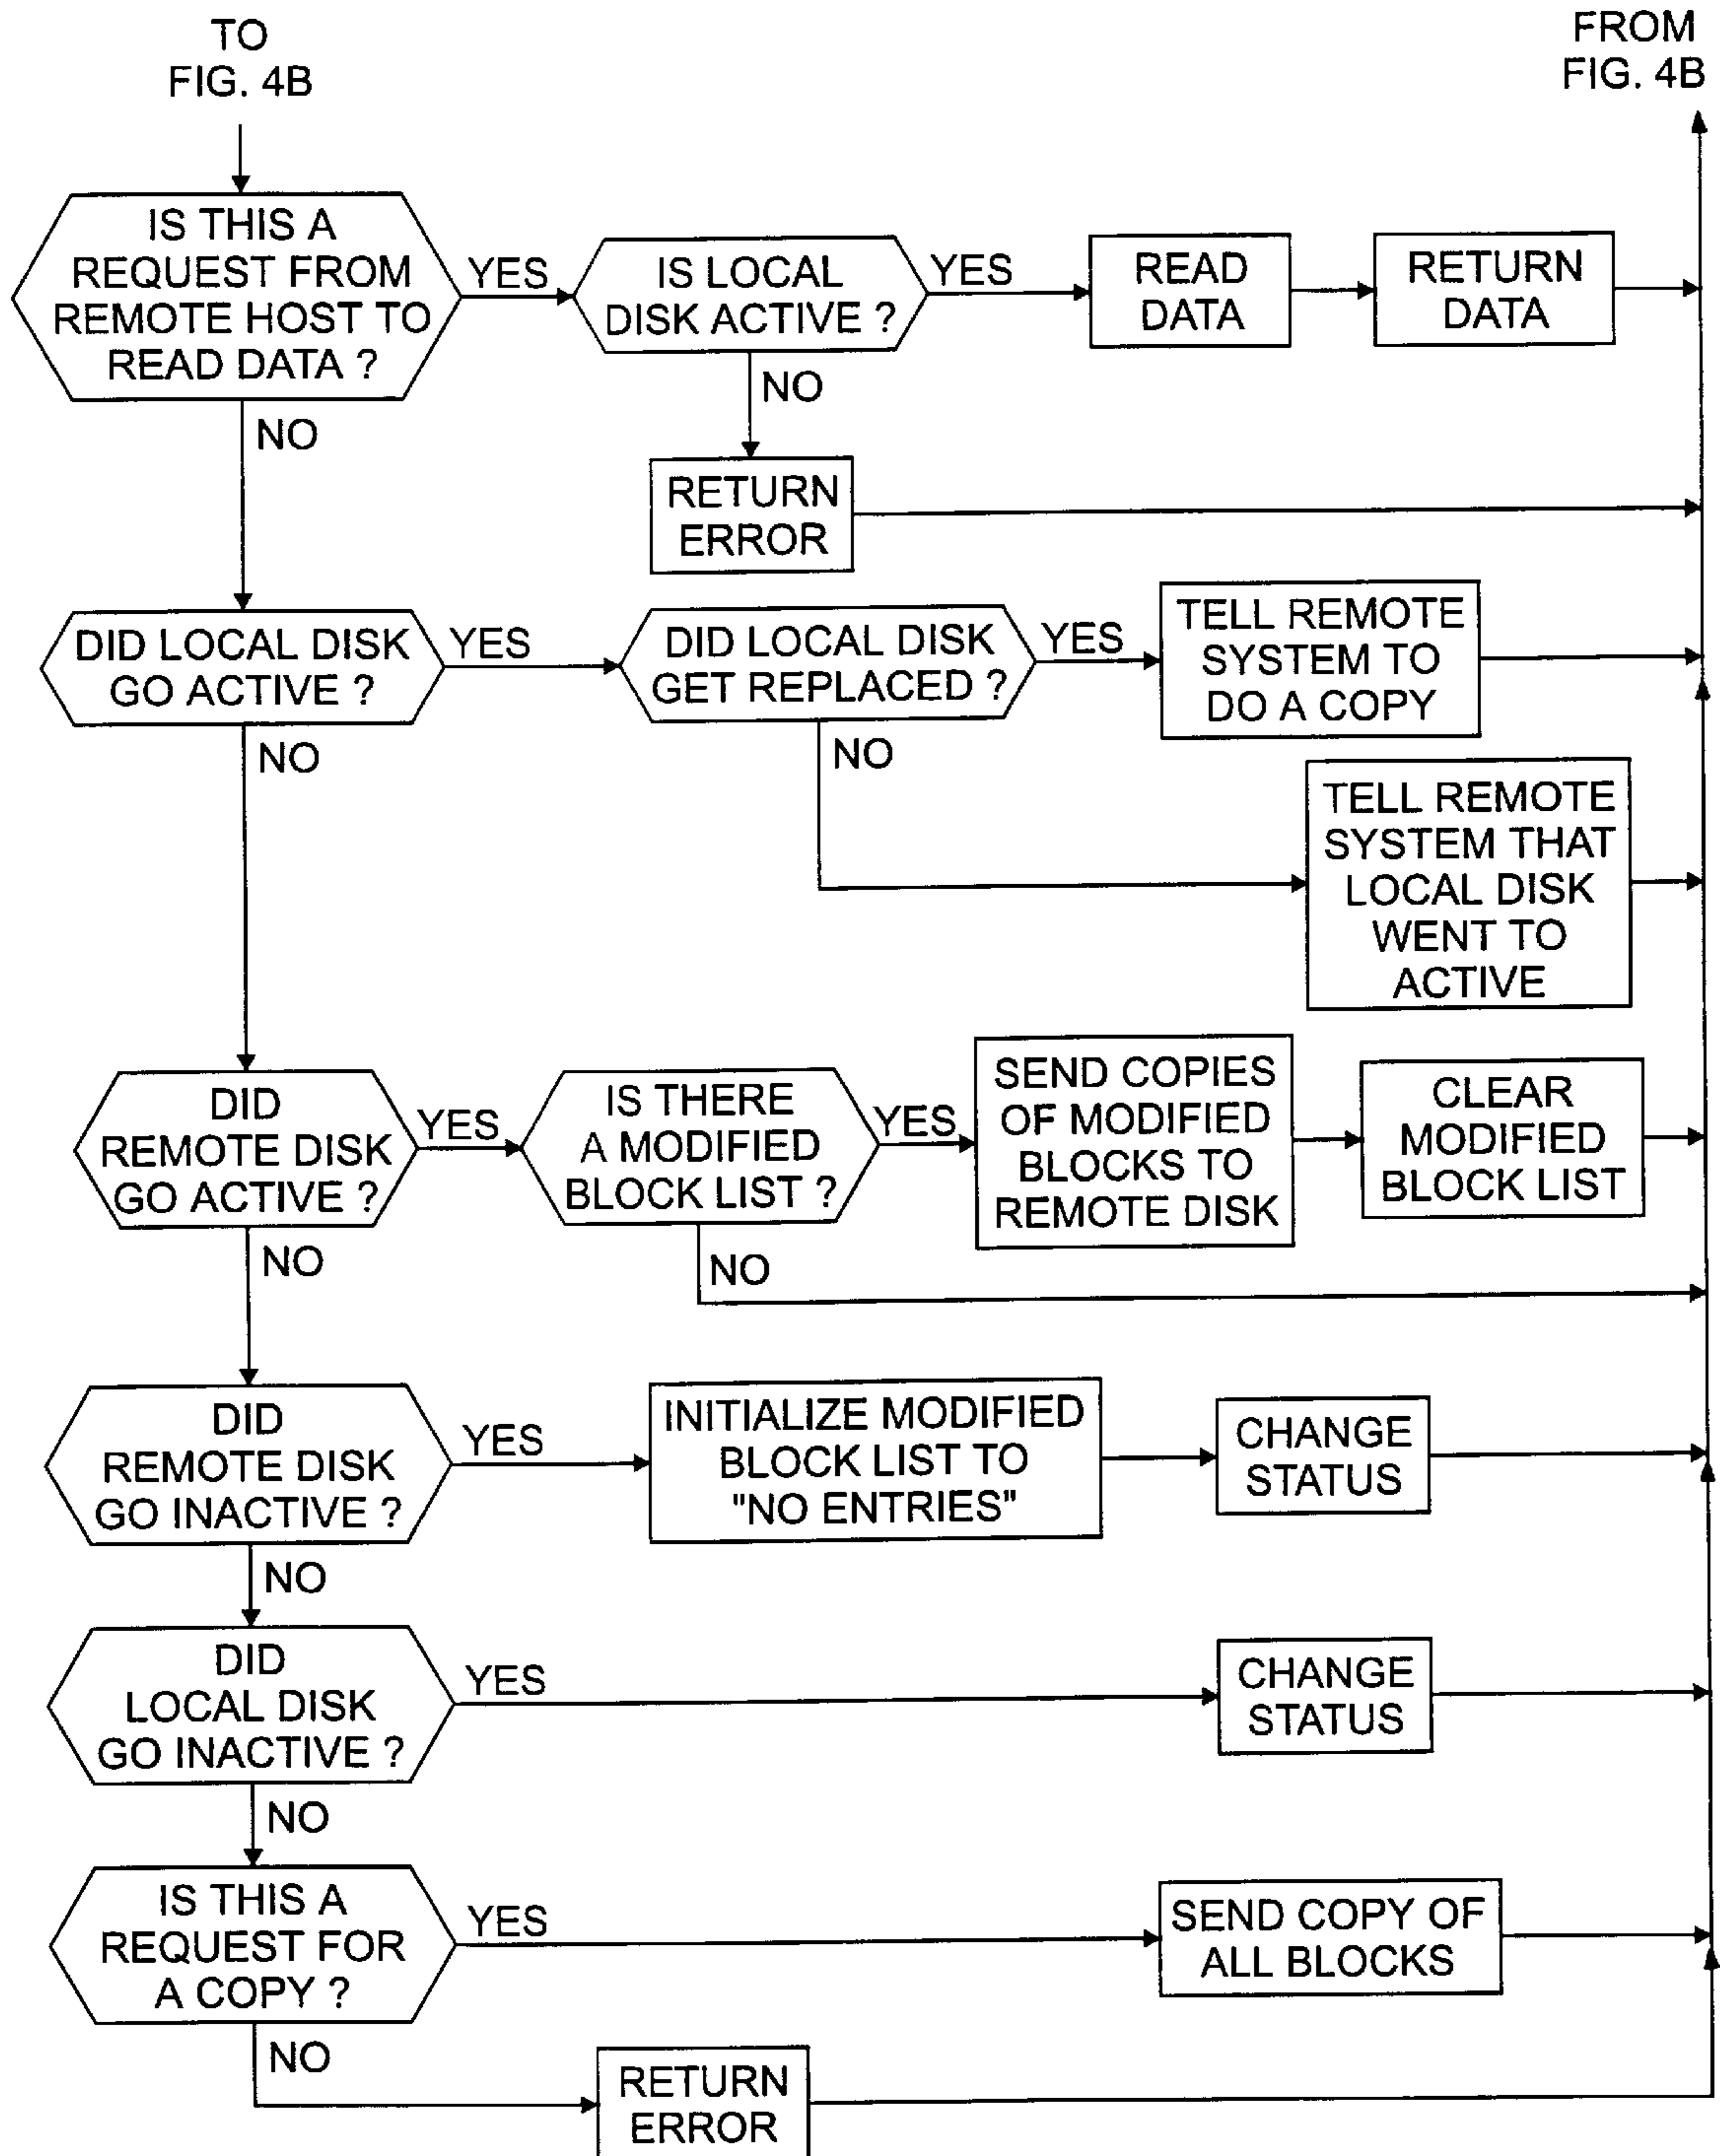 TO
FIG. 4B
FROM
FIG. 4B
IS THIS A
REQUEST FROM
REMOTE HOST TO
READ DATA ?
YES
IS LOCAL
DISK ACTIVE ?
YES
READ
DATA
RETURN
DATA
NO
NO
RETURN
ERROR
DID LOCAL DISK
GO ACTIVE ?
YES
DID LOCAL DISK
GET REPLACED ?
YES
TELL REMOTE
SYSTEM TO
DO A COPY
NO
NO
TELL REMOTE
SYSTEM THAT
LOCAL DISK
WENT TO
ACTIVE
DID
REMOTE DISK
GO ACTIVE ?
YES
IS THERE
A MODIFIED
BLOCK LIST ?
YES
SEND COPIES
OF MODIFIED
BLOCKS TO
REMOTE DISK
CLEAR
MODIFIED
BLOCK LIST
NO
NO
DID
REMOTE DISK
GO INACTIVE ?
YES
INITIALIZE MODIFIED
BLOCK LIST TO
"NO ENTRIES"
CHANGE
STATUS
NO
DID
LOCAL DISK
GO INACTIVE ?
YES
CHANGE
STATUS
NO
IS THIS A
REQUEST FOR
A COPY ?
YES
SEND COPY OF
ALL BLOCKS
NO
RETURN
ERROR